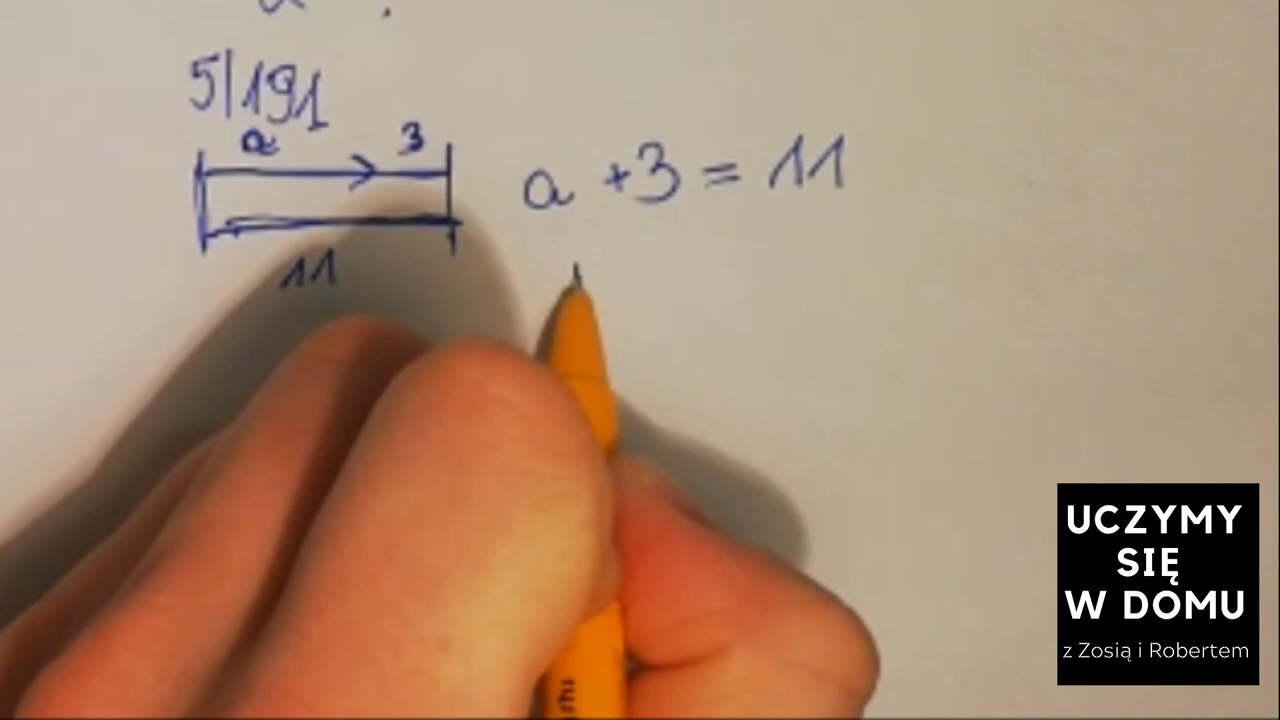 5/191
a 3
a + 3 = 11
11
UCZYMY
SIĘ
W DOMU
z Zosią i Robertem